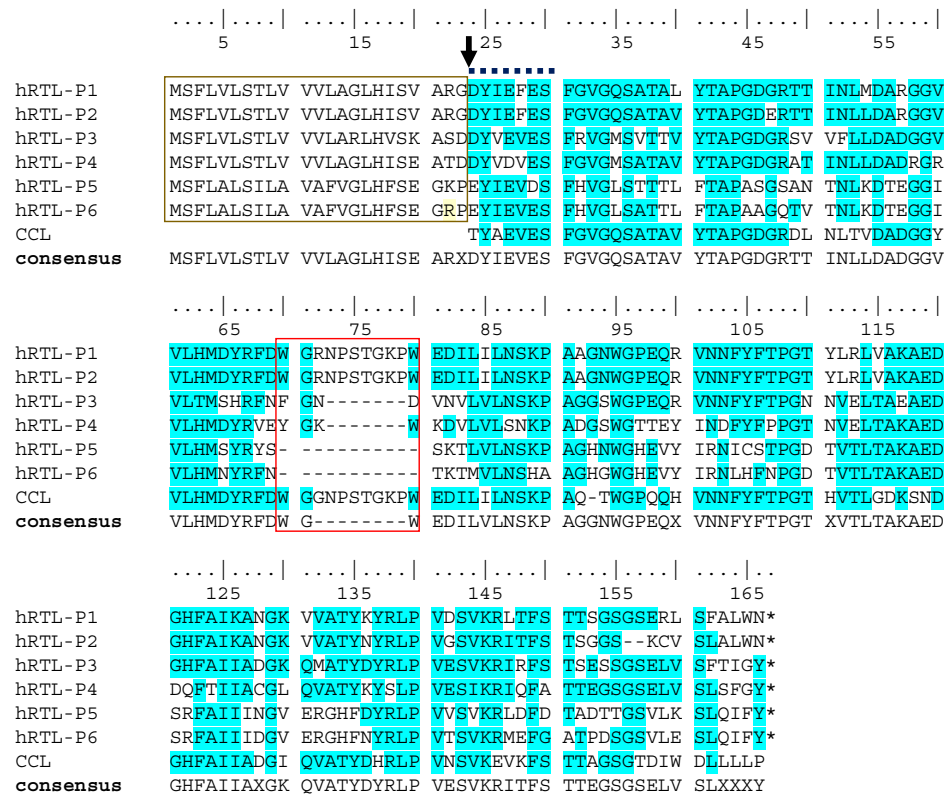 ....|....| ....|....| ....|....| ....|....| ....|....| ....|....|
5 15 25 35 45 55
hRTL-P1 MSFLVLSTLV VVLAGLHISV ARGDYIEFES FGVGQSATAL YTAPGDGRTT INLMDARGGV
hRTL-P2 MSFLVLSTLV VVLAGLHISV ARGDYIEFES FGVGQSATAL YTAPGDERTT INLLDARGGV
hRTL-P3 MSFLVLSTLV VVLARLHVSK ASDDYVEVES FRVGMSVTTV YTAPGDGRSV VFLLDADGGV
hRTL-P4 MSFLVLSTLV VVLAGLHISE ATDDYVDVES FGVGMSATAV YTAPGDGRAT INLLDADRGR
hRTL-P5 MSFLALSILA VAFVGLHFSE GKPEYIEVDS FHVGLSTTTL FTAPASGSAN TNLKDTEGGI
hRTL-P6 MSFLALSILA VAFVGLHFSE GRPEYIEVES FHVGLSATTL FTAPAAGQTV TNLKDTEGGI
CCL TYAEVES FGVGQSATAV YTAPGDGRDL NLTVDADGGY
consensus MSFLVLSTLV VVLAGLHISE ARXDYIEVES FGVGQSATAV YTAPGDGRTT INLLDADGGV
....|....| ....|....| ....|....| ....|....| ....|....| ....|....|
65 75 85 95 105 115
hRTL-P1 VLHMDYRFDW GRNPSTGKPW EDILILNSKP AAGNWGPEQR VNNFYFTPGT YLRLVAKAED
hRTL-P2 VLHMDYRFDW GRNPSTGKPW EDILILNSKP AAGNWGPEQR VNNFYFTPGT YLRLVAKAED
hRTL-P3 VLTMSHRFNF GN-------D VNVLVLNSKP AGGSWGPEQR VNNFYFTPGN NVELTAEAED
hRTL-P4 VLHMDYRVEY GK-------W KDVLVLSNKP ADGSWGTTEY INDFYFPPGT NVELTAKAED
hRTL-P5 VLHMSYRYS- ---------- SKTLVLNSKP AGHNWGHEVY IRNICSTPGD TVTLTAKAED
hRTL-P6 VLHMNYRFN- ---------- TKTMVLNSHA AGHGWGHEVY IRNLHFNPGD TVTLTAKAED
CCL VLHMDYRFDW GGNPSTGKPW EDILILNSKP AQ-TWGPQQH VNNFYFTPGT HVTLGDKSND
consensus VLHMDYRFDW G--------W EDILVLNSKP AGGNWGPEQX VNNFYFTPGT XVTLTAKAED
....|....| ....|....| ....|....| ....|....| ....|..
125 135 145 155 165
hRTL-P1 GHFAIKANGK VVATYKYRLP VDSVKRLTFS TTSGSGSERL SFALWN*
hRTL-P2 GHFAIKANGK VVATYNYRLP VGSVKRITFS TSGGS--KCV SLALWN*
hRTL-P3 GHFAIIADGK QMATYDYRLP VESVKRIRFS TSESSGSELV SFTIGY*
hRTL-P4 DQFTIIACGL QVATYKYSLP VESIKRIQFA TTEGSGSELV SLSFGY*
hRTL-P5 SRFAIIINGV ERGHFDYRLP VVSVKRLDFD TADTTGSVLK SLQIFY*
hRTL-P6 SRFAIIIDGV ERGHFNYRLP VTSVKRMEFG ATPDSGSVLE SLQIFY*
CCL GHFAIIADGI QVATYDHRLP VNSVKEVKFS TTAGSGTDIW DLLLLP
consensus GHFAIIAXGK QVATYDYRLP VESVKRITFS TTEGSGSELV SLXXXY